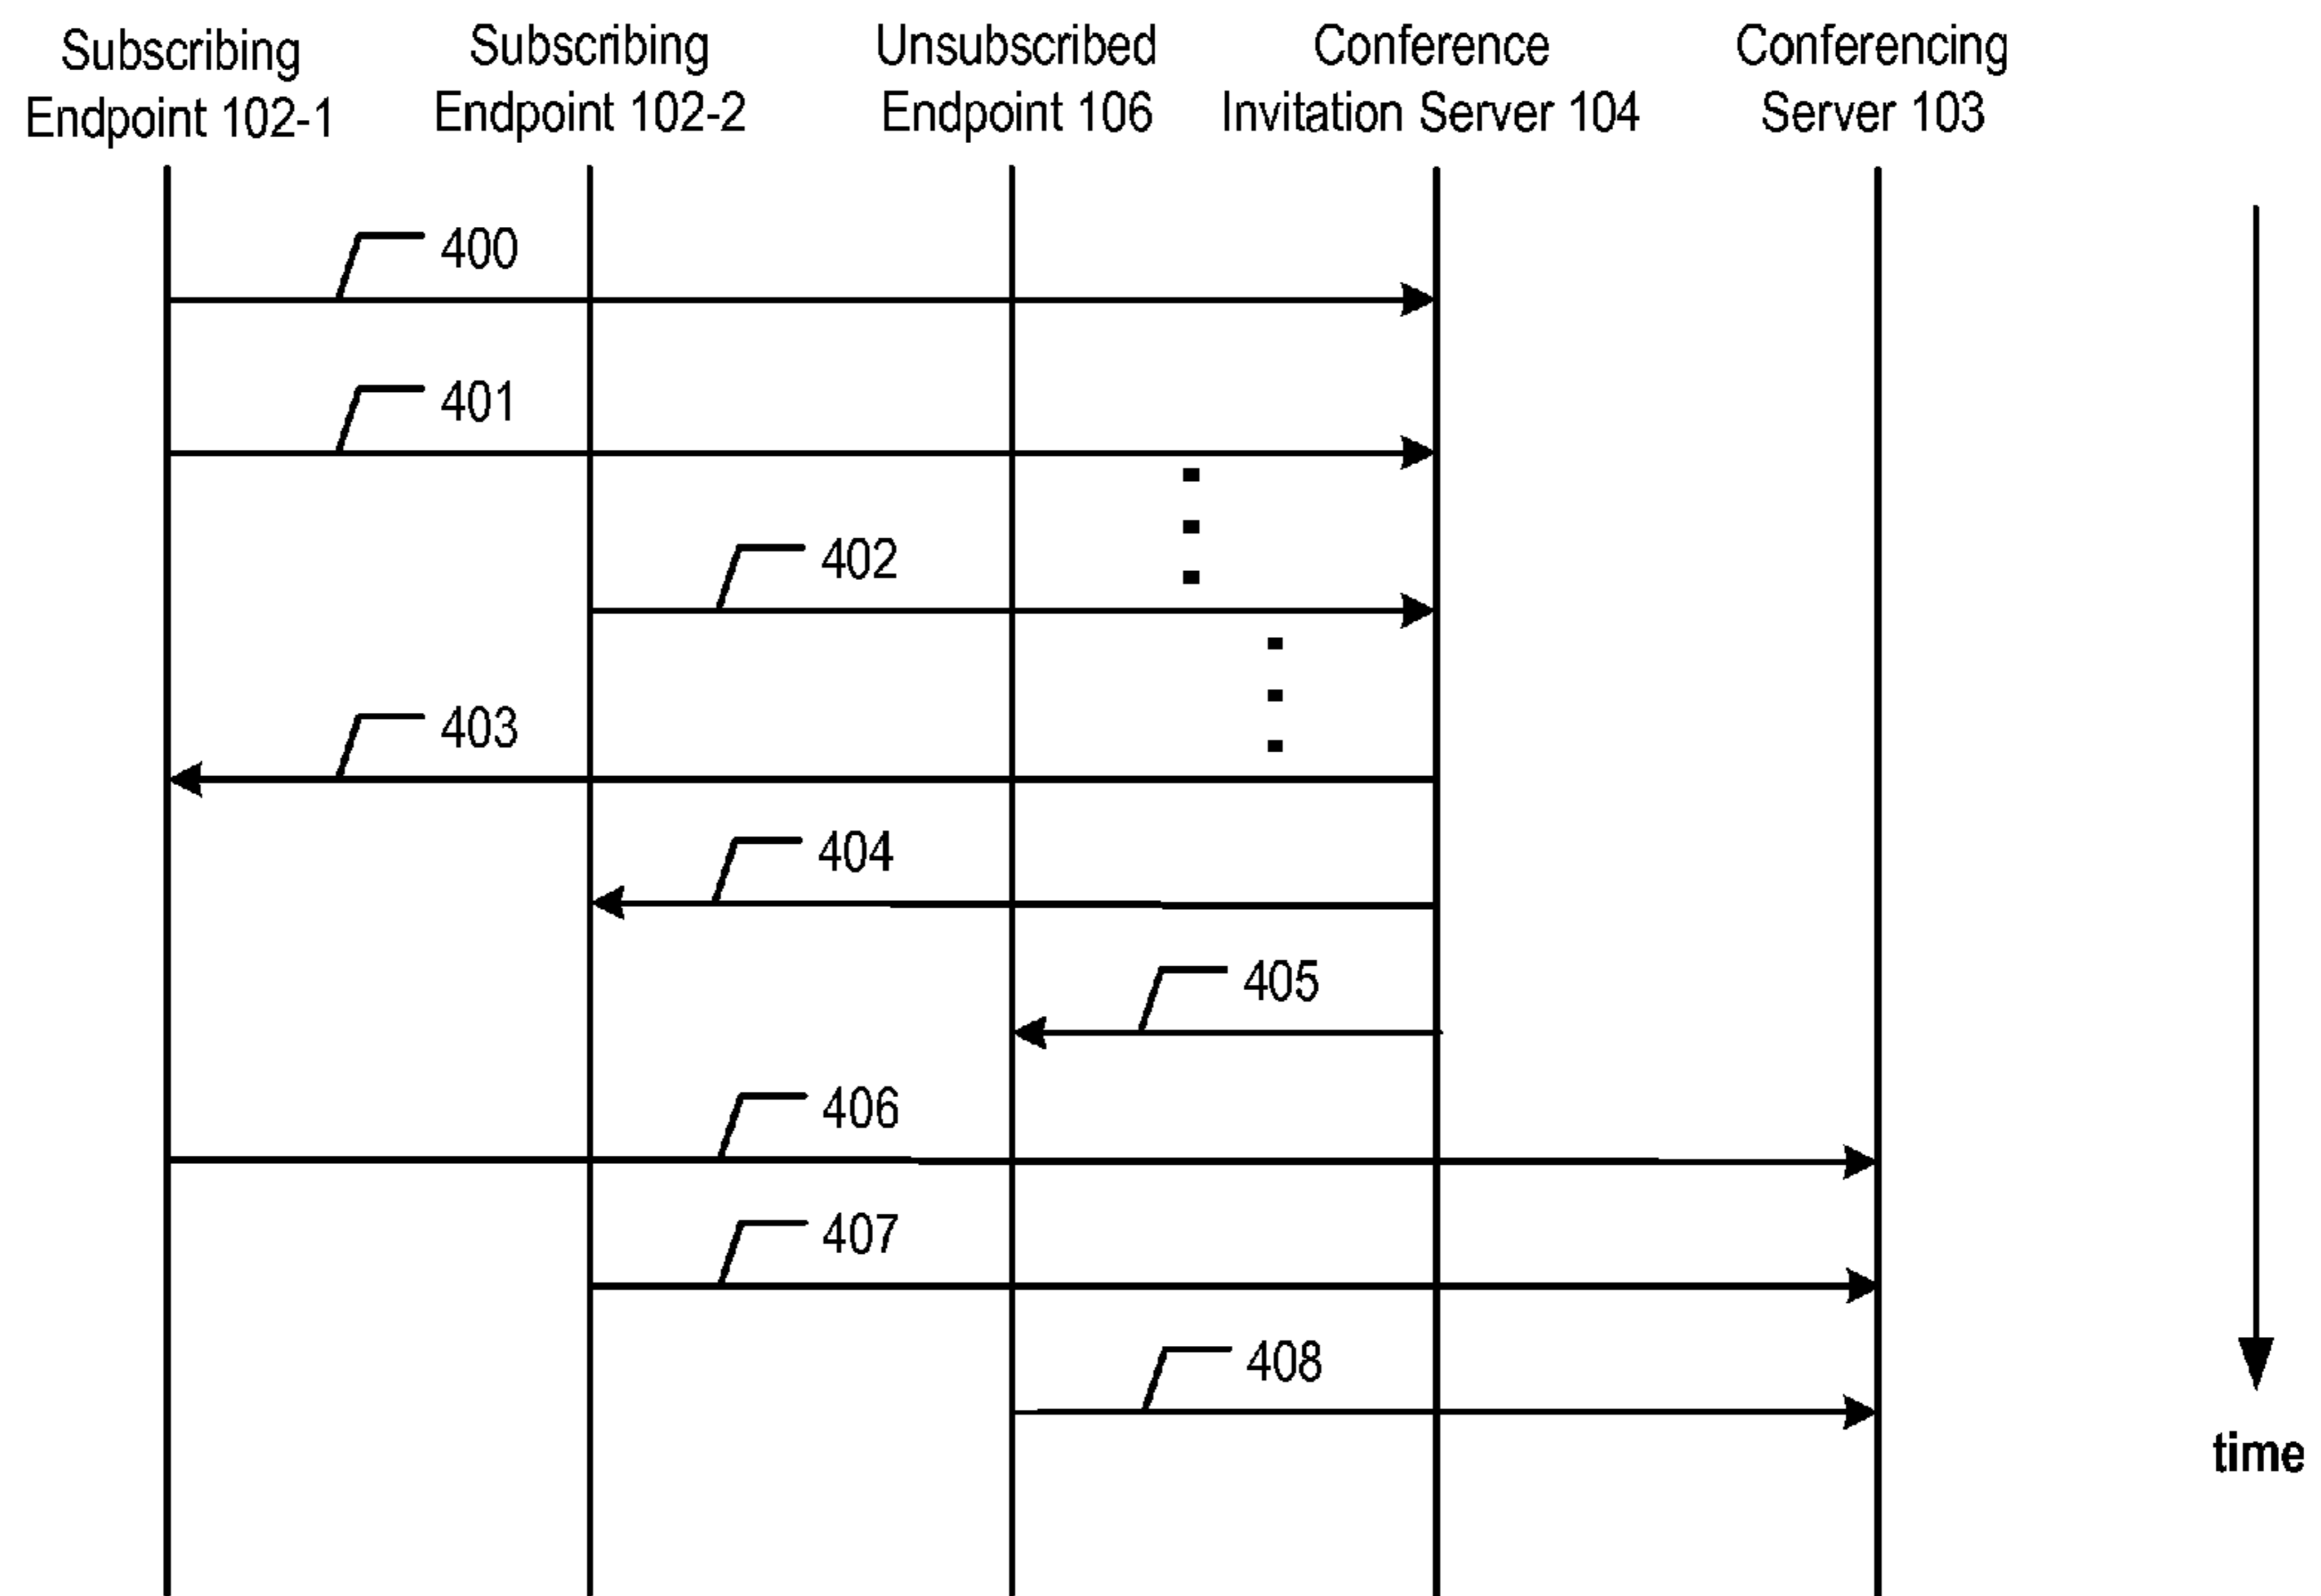 Subscribing
Endpoint 102-1
Subscribing
Endpoint 102-2
Unsubscribed
Endpoint 106
Conference
Invitation Server 104
Conferencing
Server 103
400
401
402
403
404
405
406
407
408
time